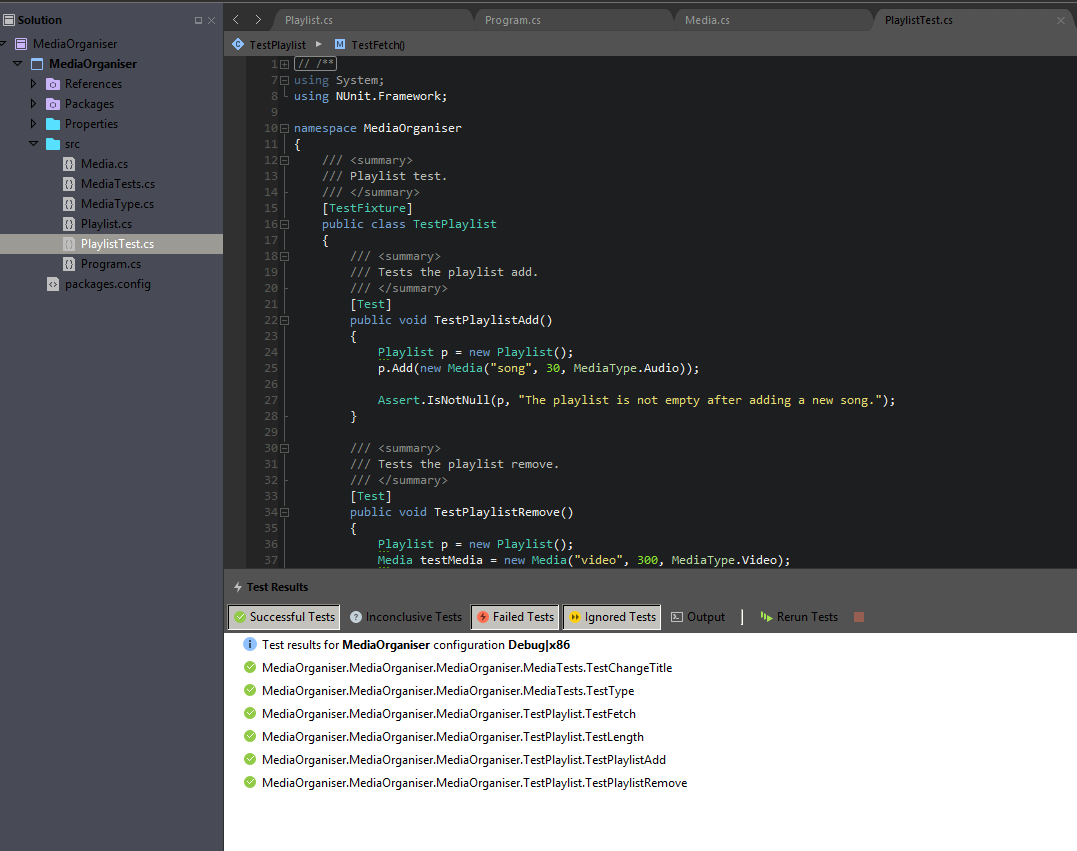 Solution
MediaOrganiser
MediaOrganiser
References
Packages
Properties
src
Media.cs
MediaTests.cs
MediaType.cs
Playlist.cs
PlaylistTest.cs
Program.cs
packages.config
Playlist.cs Program.cs Media.cs PlaylistTest.cs
C TestPlaylist M TestFetch()
1 // /**
7 using System;
8 using NUnit.Framework;
9
10 namespace MediaOrganiser
11 {
12 /// <summary>
13 /// Playlist test.
14 /// </summary>
15 [TestFixture]
16 public class TestPlaylist
17 {
18 /// <summary>
19 /// Tests the playlist add.
20 /// </summary>
21 [Test]
22 public void TestPlaylistAdd()
23 {
24 Playlist p = new Playlist();
25 p.Add(new Media("song", 30, MediaType.Audio));
26
27 Assert.IsNotNull(p, "The playlist is not empty after adding a new song.");
28 }
29
30 /// <summary>
31 /// Tests the playlist remove.
32 /// </summary>
33 [Test]
34 public void TestPlaylistRemove()
35 {
36 Playlist p = new Playlist();
37 Media testMedia = new Media("video", 300, MediaType.Video);
Test Results
Successful Tests Inconclusive Tests Failed Tests Ignored Tests Output Rerun Tests
Test results for MediaOrganiser configuration Debug|x86
MediaOrganiser.MediaOrganiser.MediaOrganiser.MediaTests.TestChangeTitle
MediaOrganiser.MediaOrganiser.MediaOrganiser.MediaTests.TestType
MediaOrganiser.MediaOrganiser.MediaOrganiser.TestPlaylist.TestFetch
MediaOrganiser.MediaOrganiser.MediaOrganiser.TestPlaylist.TestLength
MediaOrganiser.MediaOrganiser.MediaOrganiser.TestPlaylist.TestPlaylistAdd
MediaOrganiser.MediaOrganiser.MediaOrganiser.TestPlaylist.TestPlaylistRemove